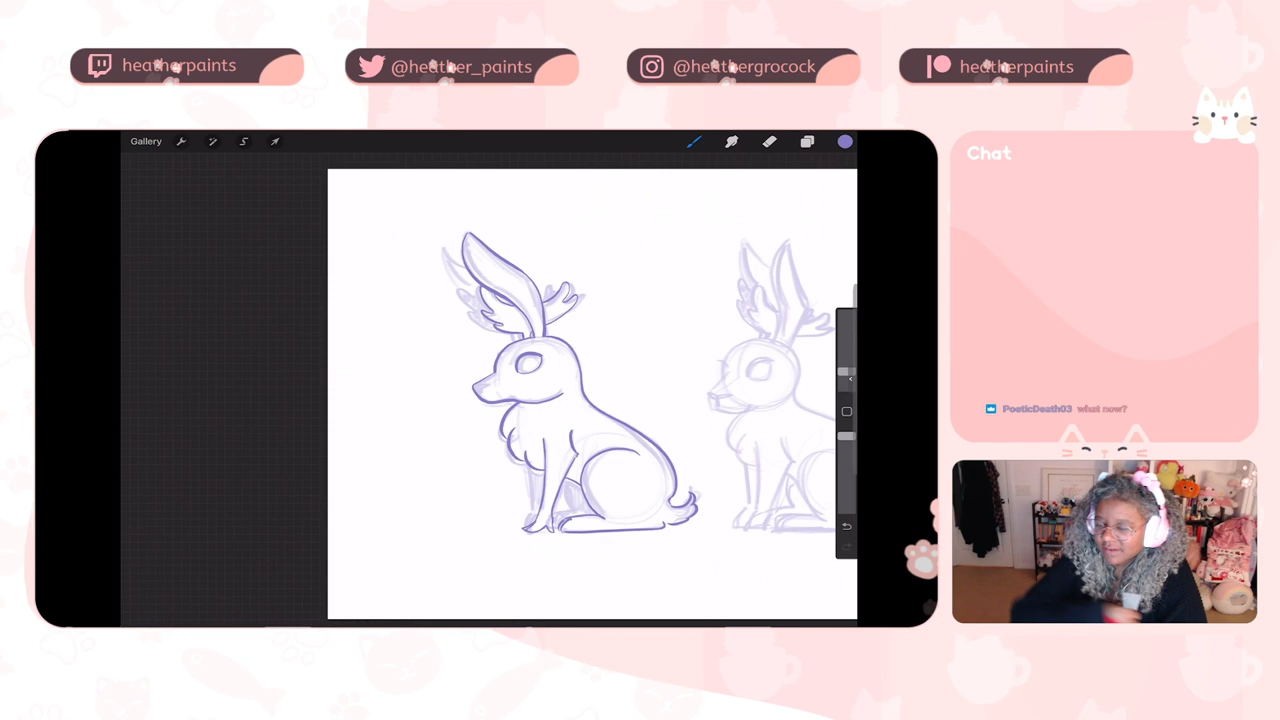 heatherpaints
@heather_paints
@heathergrocock
heatherpaints
Gallery
Chat
PoeticDeath03 what now?